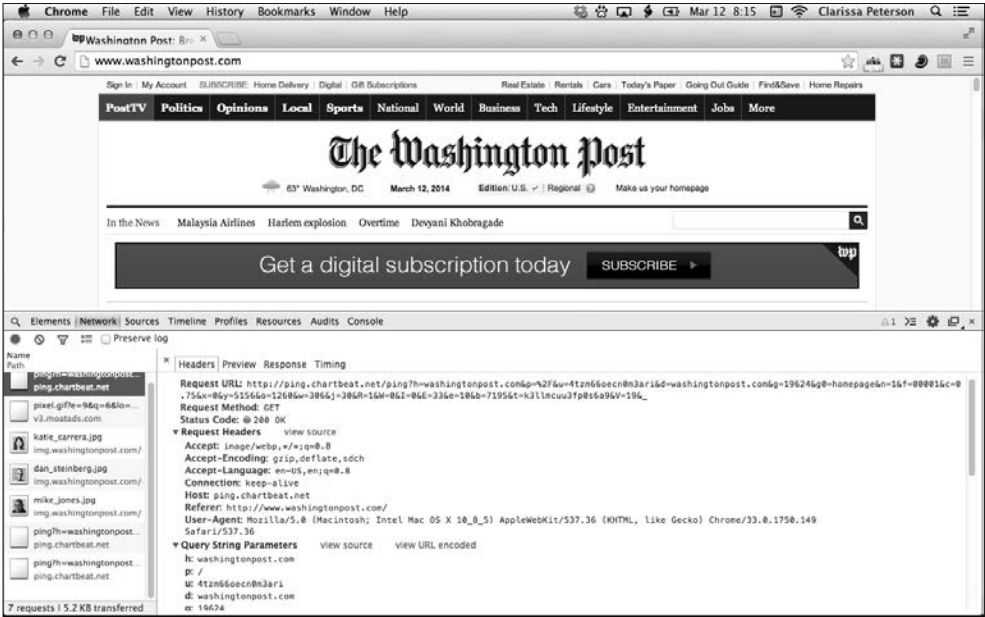 Chrome File Edit View History Bookmarks Window Help Mar 12 8:15 Clarissa Peterson
Washington Post: Bre ×
www.washingtonpost.com
Sign In My Account SUBSCRIBE: Home Delivery Digital Gift Subscriptions Real Estate Rentals Cars Today's Paper Going Out Guide Find&Save Home Repairs
PostTV Politics Opinions Local Sports National World Business Tech Lifestyle Entertainment Jobs More
The Washington Post
63° Washington, DC March 12, 2014 Edition: U.S. Regional Make us your homepage
In the News Malaysia Airlines Harlem explosion Overtime Devyani Khobragade
Get a digital subscription today SUBSCRIBE wp
Elements Network Sources Timeline Profiles Resources Audits Console 1
Preserve log
Name
Path
ping?h=washingtonpost...
ping.chartbeat.net
pixel.gif?e=9&q=6&lo=...
v3.moatads.com
katie_carrera.jpg
img.washingtonpost.com/
dan_steinberg.jpg
img.washingtonpost.com/
mike_jones.jpg
img.washingtonpost.com/
ping?h=washingtonpost...
ping.chartbeat.net
ping?h=washingtonpost...
ping.chartbeat.net
7 requests | 5.2 KB transferred
× Headers Preview Response Timing
Request URL: http://ping.chartbeat.net/ping?h=washingtonpost.com&p=%2F&u=4tzn66oecn0m3ari&d=washingtonpost.com&g=19624&g0=homepage&n=1&f=00001&c=0
.75&x=0&y=5156&o=1260&w=306&j=30&R=1&W=0&I=0&E=33&e=10&b=7195&t=k3llmcuu3fp0s6a9&V=19&_
Request Method: GET
Status Code: 200 OK
Request Headers view source
Accept: image/webp,*/*;q=0.8
Accept-Encoding: gzip,deflate,sdch
Accept-Language: en-US,en;q=0.8
Connection: keep-alive
Host: ping.chartbeat.net
Referer: http://www.washingtonpost.com/
User-Agent: Mozilla/5.0 (Macintosh; Intel Mac OS X 10_8_5) AppleWebKit/537.36 (KHTML, like Gecko) Chrome/33.0.1750.149
Safari/537.36
Query String Parameters view source view URL encoded
h: washingtonpost.com
p: /
u: 4tzn66oecn0m3ari
d: washingtonpost.com
g: 19624